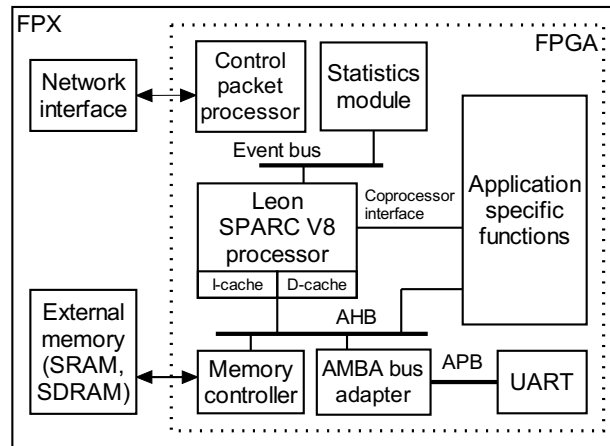 FPX
FPGA
Network
interface
Control
packet
processor
Statistics
module
Event bus
Leon
SPARC V8
processor
I-cache
D-cache
Coprocessor
interface
Application
specific
functions
External
memory
(SRAM,
SDRAM)
AHB
Memory
controller
AMBA bus
adapter
APB
UART